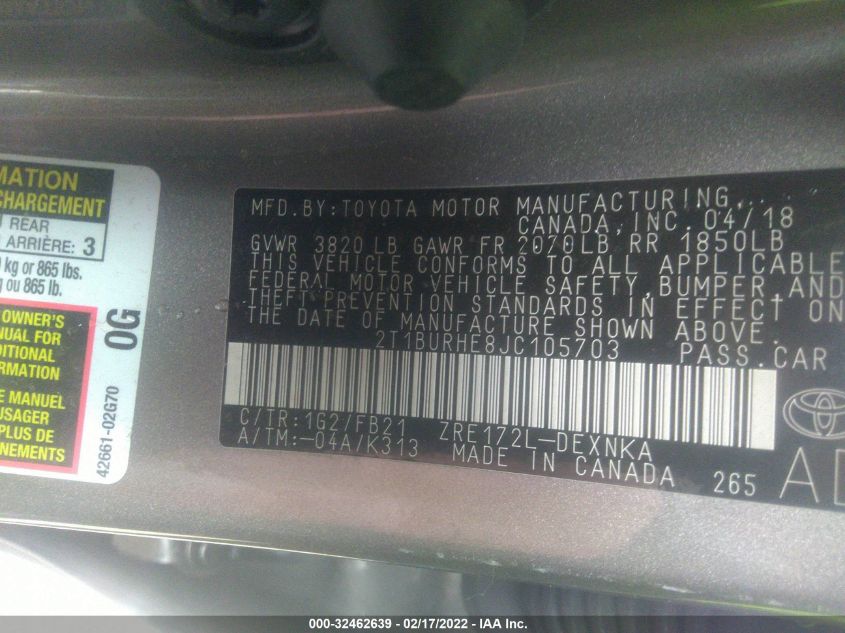 MATION
CHARGEMENT
REAR
ARRIÈRE: 3
kg or 865 lbs.
g ou 865 lb.
OWNER'S
NUAL FOR
DITIONAL
RMATION
E MANUEL
USAGER
DE
NEMENTS
42661-02G70
0G
MFD. BY: TOYOTA MOTOR MANUFACTURING,
CANADA, INC. 04/18
GVWR 3820 LB GAWR FR 2070LB RR 1850LB
THIS VEHICLE CONFORMS TO ALL APPLICABLE
FEDERAL MOTOR VEHICLE SAFETY, BUMPER, AND
THEFT PREVENTION STANDARDS IN EFFECT ON
THE DATE OF MANUFACTURE SHOWN ABOVE.
2T1BURHE8JC105703 PASS. CAR
C/TR: 1G2/FB21 ZRE172L-DEXNKA
A/TM: -04A/K313 MADE IN CANADA 265
000-32462639 - 02/17/2022 - IAA Inc.